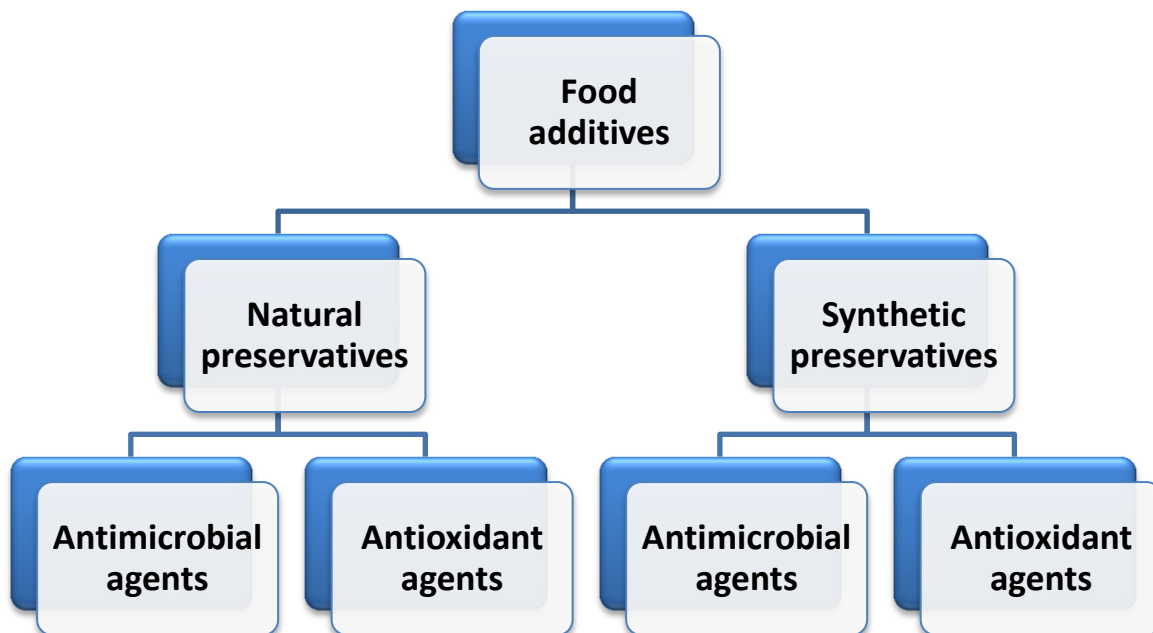 Food
additives
Natural
preservatives
Synthetic
preservatives
Antimicrobial
agents
Antioxidant
agents
Antimicrobial
agents
Antioxidant
agents